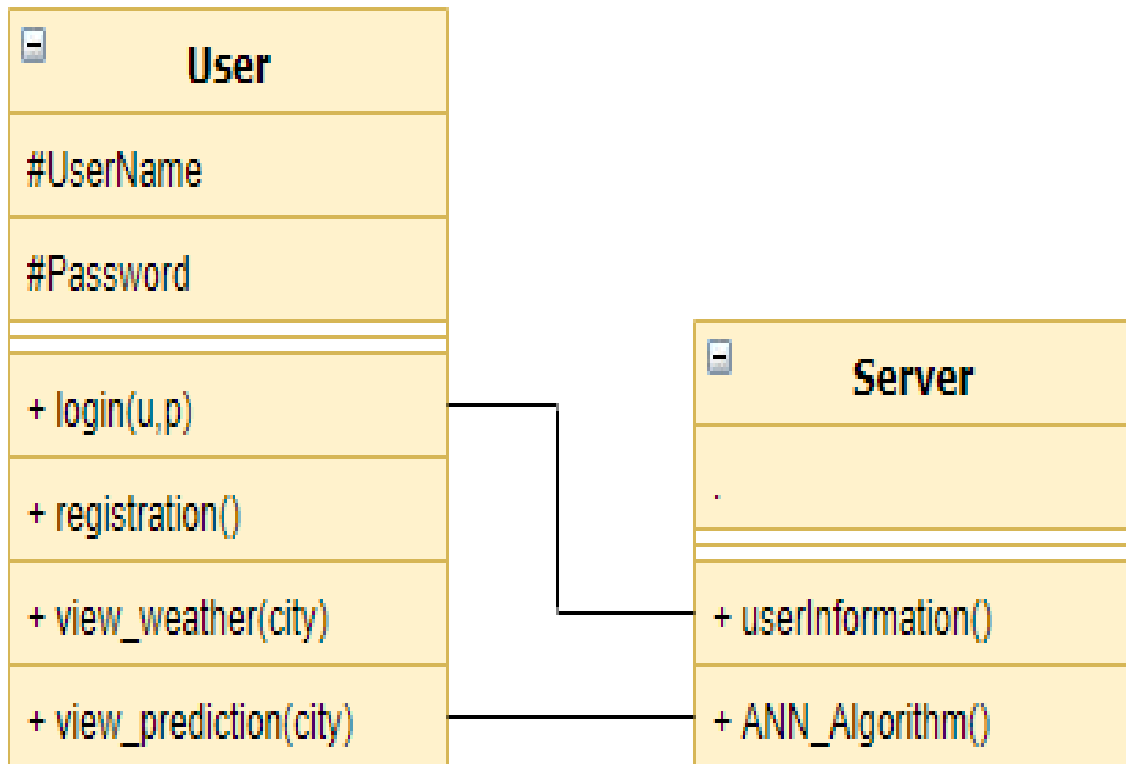 User
#UserName
#Password
+ login(u,p)
+ registration()
+ view_weather(city)
+ view_prediction(city)
Server
.
+ userInformation()
+ ANN_Algorithm()